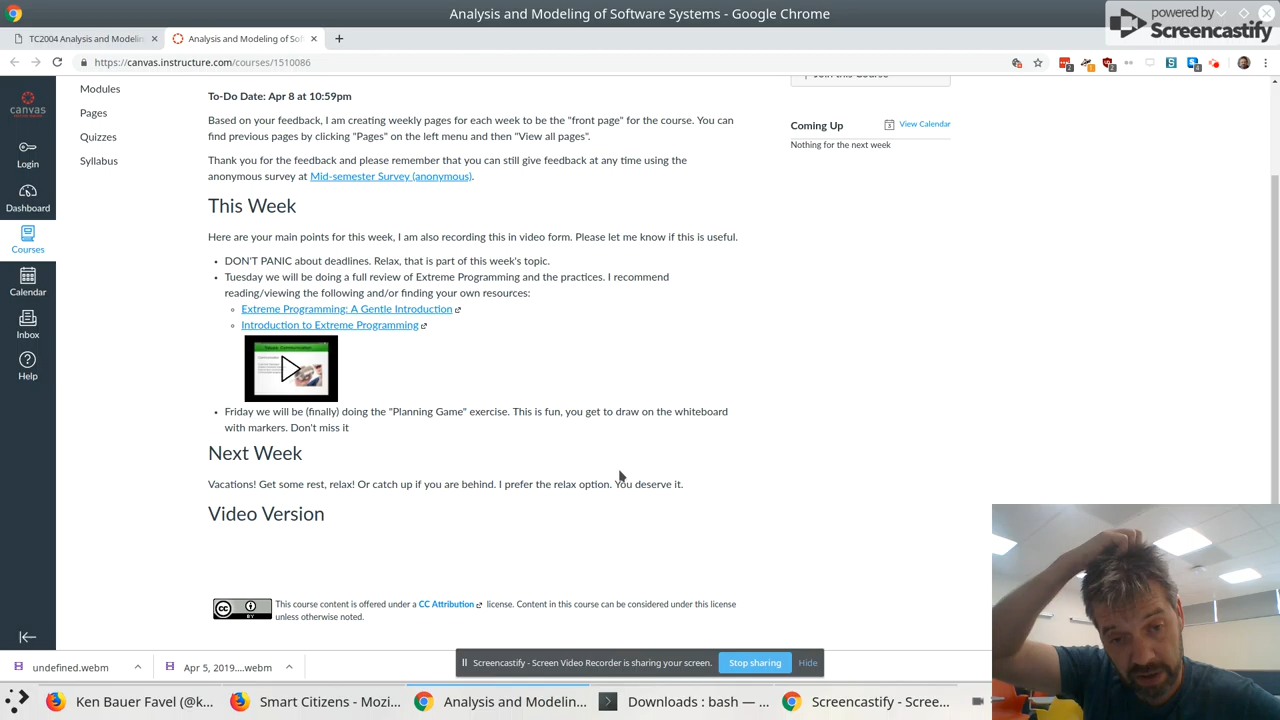 Analysis and Modeling of Software Systems - Google Chrome
powered by
Screencastify
TC2004 Analysis and Modelin
Analysis and Modeling of Sof
https://canvas.instructure.com/courses/1510086
canvas
Login
Dashboard
Courses
Calendar
Inbox
Help
Modules
Pages
Quizzes
Syllabus
To-Do Date: Apr 8 at 10:59pm
Based on your feedback, I am creating weekly pages for each week to be the "front page" for the course. You can
find previous pages by clicking "Pages" on the left menu and then "View all pages".
Thank you for the feedback and please remember that you can still give feedback at any time using the
anonymous survey at Mid-semester Survey (anonymous).
This Week
Here are your main points for this week, I am also recording this in video form. Please let me know if this is useful.
DON'T PANIC about deadlines. Relax, that is part of this week's topic.
Tuesday we will be doing a full review of Extreme Programming and the practices. I recommend
reading/viewing the following and/or finding your own resources:
Extreme Programming: A Gentle Introduction
Introduction to Extreme Programming
Friday we will be (finally) doing the "Planning Game" exercise. This is fun, you get to draw on the whiteboard
with markers. Don't miss it
Next Week
Vacations! Get some rest, relax! Or catch up if you are behind. I prefer the relax option. You deserve it.
Video Version
This course content is offered under a CC Attribution license. Content in this course can be considered under this license
unless otherwise noted.
Join this Course
Coming Up
View Calendar
Nothing for the next week
undefined.webm
Apr 5, 2019....webm
Screencastify - Screen Video Recorder is sharing your screen.
Stop sharing
Hide
Ken Bauer Favel (@k...
Smart Citizens - Mozi...
Analysis and Modelin...
Downloads : bash — ...
Screencastify - Scree...